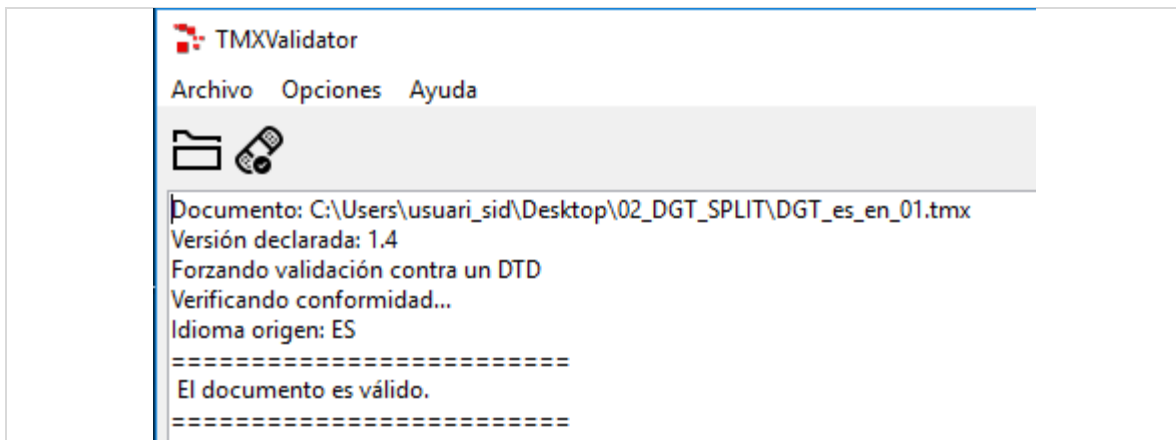 TMXValidator
Archivo Opciones Ayuda
Documento: C:\Users\usuari_sid\Desktop\02_DGT_SPLIT\DGT_es_en_01.tmx
Versión declarada: 1.4
Forzando validación contra un DTD
Verificando conformidad...
Idioma origen: ES
=========================
El documento es válido.
=========================